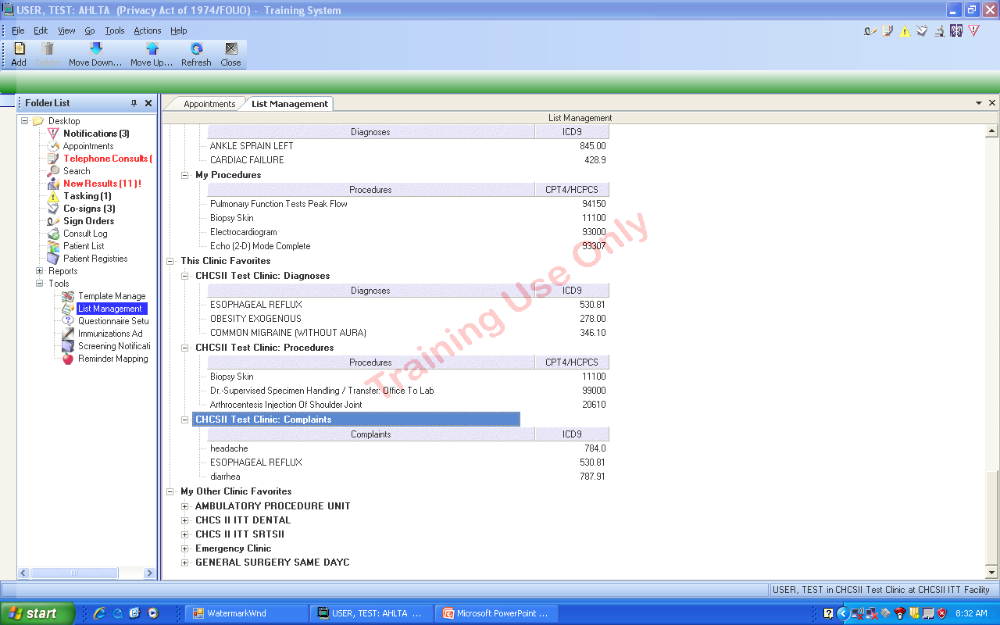 USER, TEST: AHLTA (Privacy Act of 1974/FOUO) - Training System
File Edit View Go Tools Actions Help
Add Delete Move Down... Move Up... Refresh Close
Folder List
Appointments List Management
List Management
Desktop
Notifications (3)
Appointments
Telephone Consults (
Search
New Results (11)!
Tasking (1)
Co-signs (3)
Sign Orders
Consult Log
Patient List
Patient Registries
Reports
Tools
Template Manage
List Management
Questionnaire Setu
Immunizations Ad
Screening Notificati
Reminder Mapping
Diagnoses ICD9
ANKLE SPRAIN LEFT 845.00
CARDIAC FAILURE 428.9
My Procedures
Procedures CPT4/HCPCS
Pulmonary Function Tests Peak Flow 94150
Biopsy Skin 11100
Electrocardiogram 93000
Echo (2-D) Mode Complete 93307
This Clinic Favorites
CHCSII Test Clinic: Diagnoses
Diagnoses ICD9
ESOPHAGEAL REFLUX 530.81
OBESITY EXOGENOUS 278.00
COMMON MIGRAINE (WITHOUT AURA) 346.10
CHCSII Test Clinic: Procedures
Procedures CPT4/HCPCS
Biopsy Skin 11100
Dr.-Supervised Specimen Handling / Transfer: Office To Lab 99000
Arthrocentesis Injection Of Shoulder Joint 20610
CHCSII Test Clinic: Complaints
Complaints ICD9
headache 784.0
ESOPHAGEAL REFLUX 530.81
diarrhea 787.91
My Other Clinic Favorites
AMBULATORY PROCEDURE UNIT
CHCS II ITT DENTAL
CHCS II ITT SRTSII
Emergency Clinic
GENERAL SURGERY SAME DAYC
Training Use Only
USER, TEST in CHCSII Test Clinic at CHCSII ITT Facility
start WatermarkWnd USER, TEST: AHLTA ... Microsoft PowerPoint ... 8:32 AM